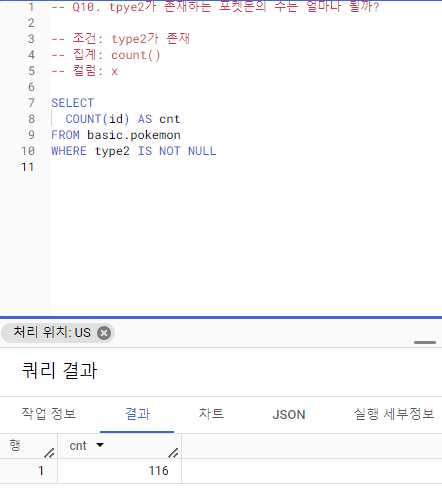 1 -- Q10. tpye2가 존재하는 포켓몬의 수는 얼마나 될까?
2
3 -- 조건: type2가 존재
4 -- 집계: count()
5 -- 컬럼: x
6
7 SELECT
8 COUNT(id) AS cnt
9 FROM basic.pokemon
10 WHERE type2 IS NOT NULL
11
처리 위치: US
쿼리 결과
작업 정보 결과 차트 JSON 실행 세부정보
행 cnt
1 116